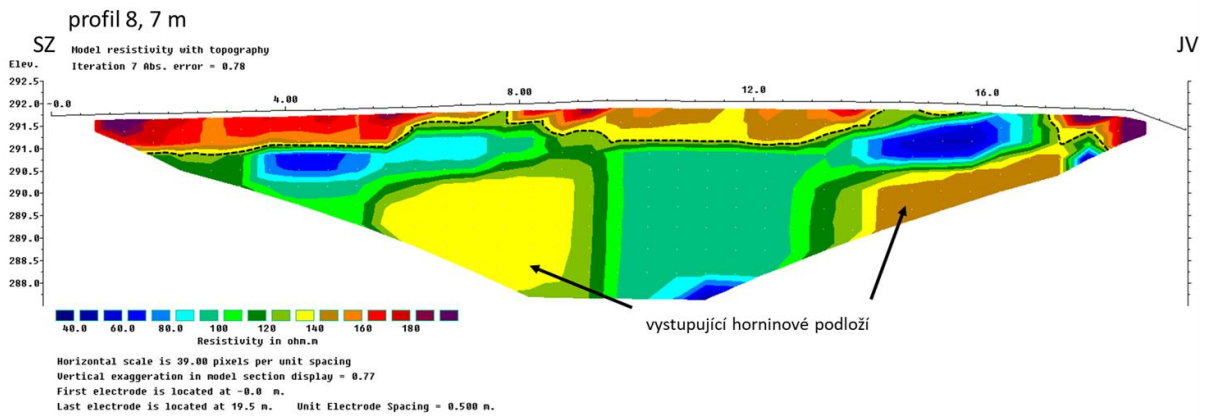 profil 8, 7 m
SZ
JV
Model resistivity with topography
Iteration 7 Abs. error = 0.78
Elev.
292.5
292.0
291.5
291.0
290.5
290.0
289.5
289.0
288.5
288.0
-0.0 4.00 8.00 12.0 16.0
vystupující horninové podloží
40.0 60.0 80.0 100 120 140 160 180
Resistivity in ohm.m
Horizontal scale is 39.00 pixels per unit spacing
Vertical exaggeration in model section display = 0.77
First electrode is located at -0.0 m.
Last electrode is located at 19.5 m. Unit Electrode Spacing = 0.500 m.